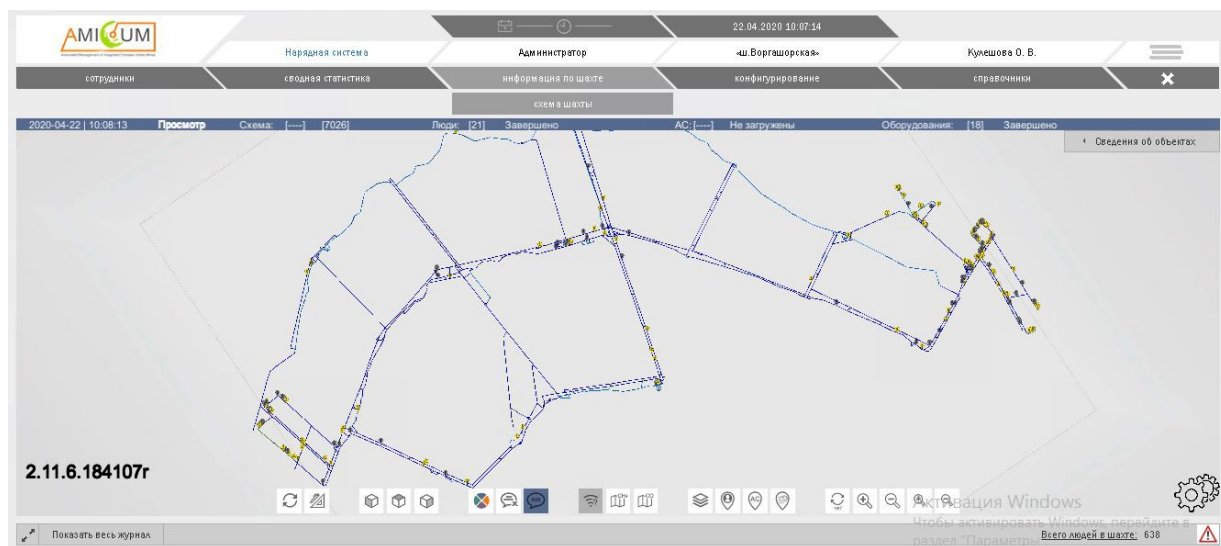 AMICUM
22.04.2020 10:07:14
Нарядная система Администратор «ш.Воргашорская» Кулешова О. В.
сотрудники сводная статистика информация по шахте конфигурирование справочники
схема шахты
2020-04-22 | 10:08:13 Просмотр Схема: [----] [7026] Люди: [21] Завершено АС:[----] Не загружены Оборудования: [18] Завершено
Сведения об объектах
2.11.6.184107r
Активация Windows
Чтобы активировать Windows, перейдите в
раздел "Параметры
Показать весь журнал Всего людей в шахте: 638